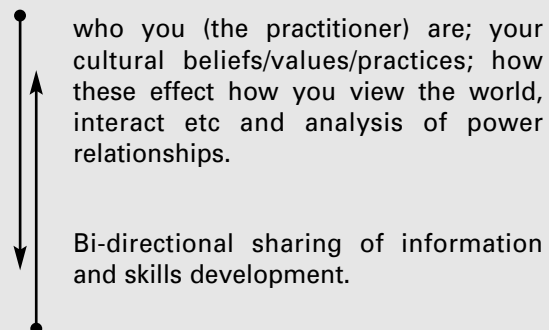 who you (the practitioner) are; your
cultural beliefs/values/practices; how
these effect how you view the world,
interact etc and analysis of power
relationships.
Bi-directional sharing of information
and skills development.